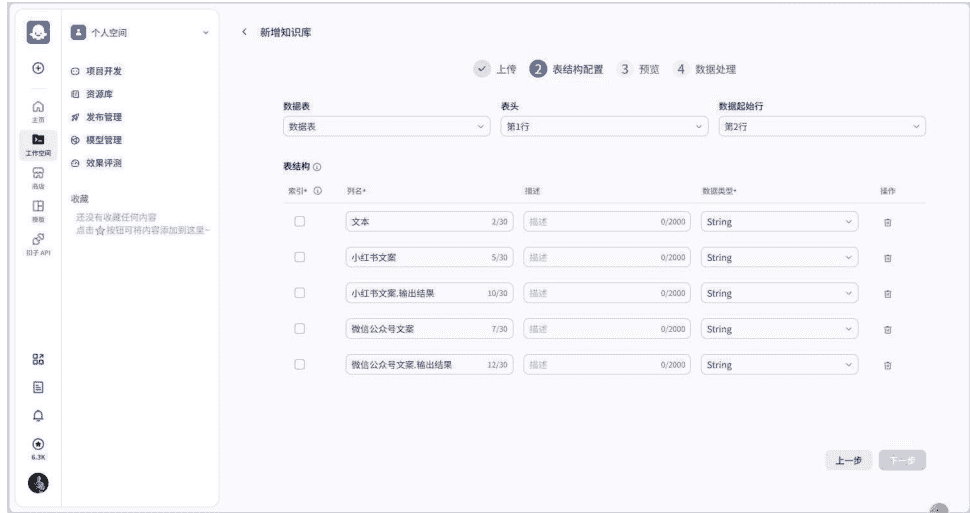 个人空间
新增知识库
项目开发
资源库
发布管理
模型管理
效果评测
收藏
还没有收藏任何内容
点击☆按钮可将内容添加到这里~
主页
工作空间
商店
模板
扣子 API
6.3K
上传
2 表结构配置
3 预览
4 数据处理
数据表
表头
数据起始行
数据表
第1行
第2行
表结构
索引*
列名*
描述
数据类型*
操作
文本 2/30 描述 0/2000 String
小红书文案 5/30 描述 0/2000 String
小红书文案.输出结果 10/30 描述 0/2000 String
微信公众号文案 7/30 描述 0/2000 String
微信公众号文案.输出结果 12/30 描述 0/2000 String
上一步
下一步